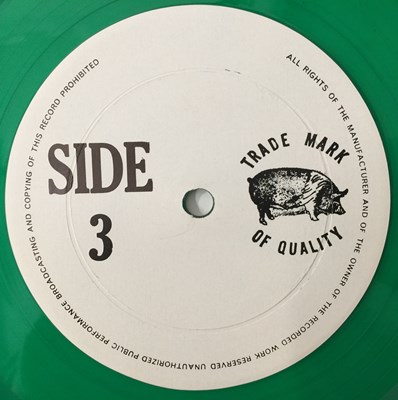 SIDE
3
TRADE MARK
OF QUALITY
ALL RIGHTS OF THE MANUFACTURER AND OF THE OWNER OF THE RECORDED WORK RESERVED UNAUTHORIZED PUBLIC PERFORMANCE BROADCASTING AND COPYING OF THIS RECORD PROHIBITED